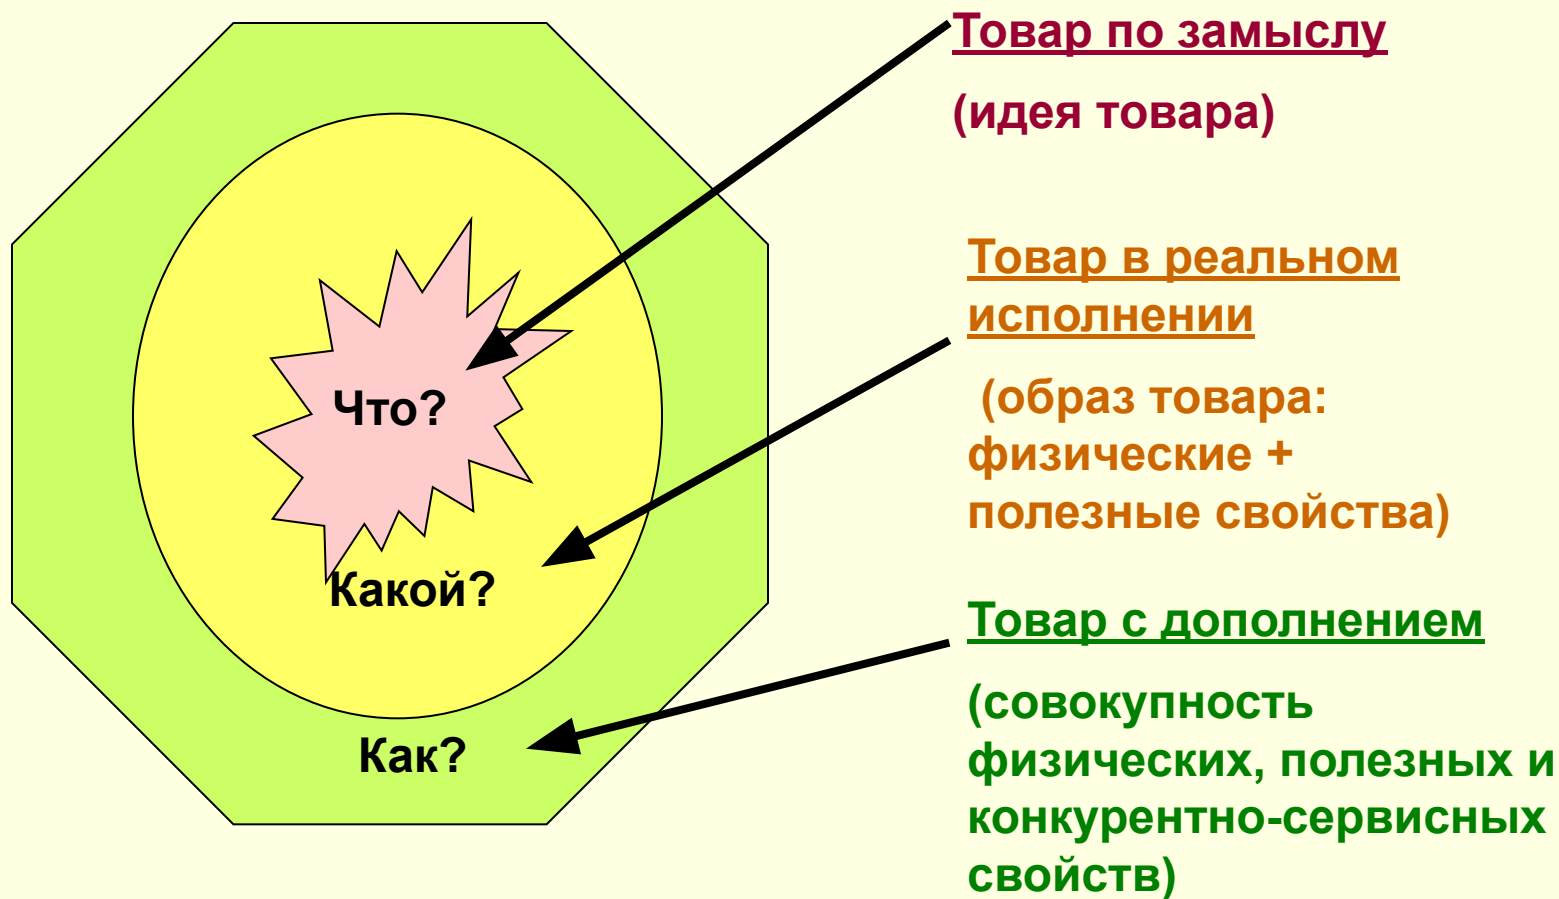 Товар по замыслу
(идея товара)
Товар в реальном
исполнении
(образ товара:
физические +
полезные свойства)
Товар с дополнением
(совокупность
физических, полезных и
конкурентно-сервисных
свойств)
Что?
Какой?
Как?